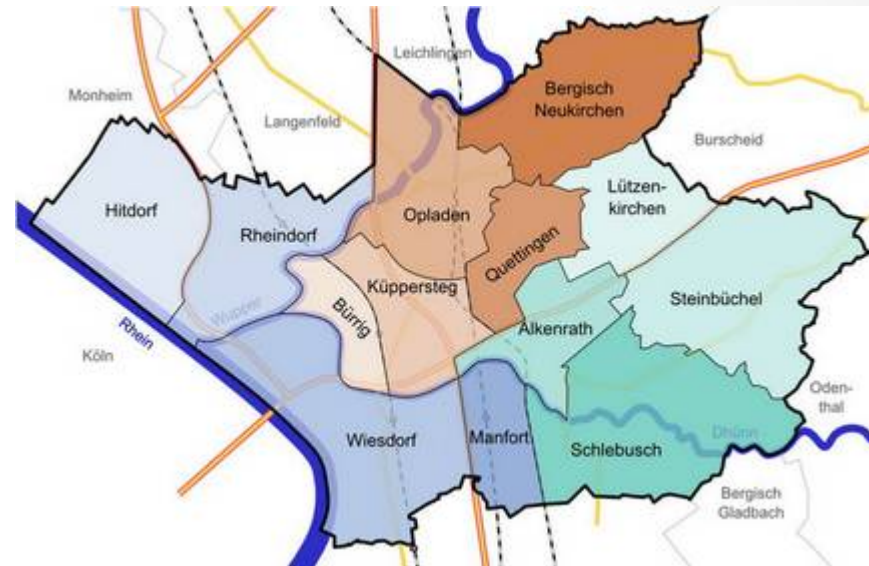 Leichlingen
Monheim
Langenfeld
Bergisch
Neukirchen
Burscheid
Hitdorf
Rheindorf
Opladen
Lützen-
kirchen
Quettingen
Küppersteg
Bürrig
Steinbüchel
Alkenrath
Wupper
Rhein
Köln
Wiesdorf
Manfort
Schlebusch
Dhünn
Oden-
thal
Bergisch
Gladbach